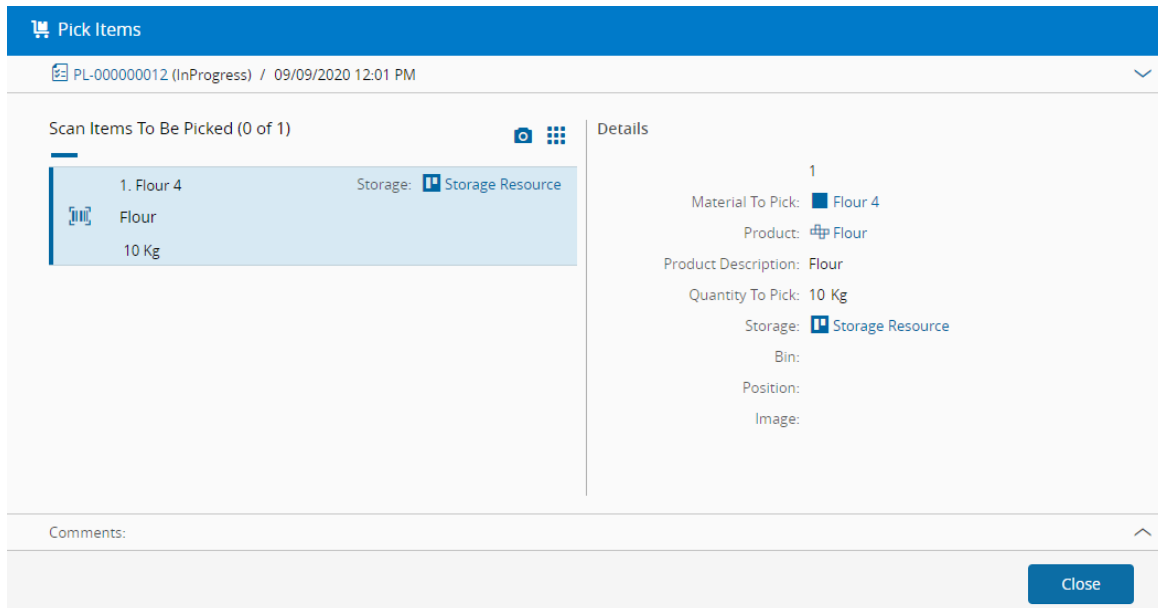 Pick Items
PL-000000012 (InProgress) / 09/09/2020 12:01 PM
Scan Items To Be Picked (0 of 1)
1. Flour 4 Storage: Storage Resource
Flour
10 Kg
Details
1
Material To Pick: Flour 4
Product: Flour
Product Description: Flour
Quantity To Pick: 10 Kg
Storage: Storage Resource
Bin:
Position:
Image:
Comments:
Close